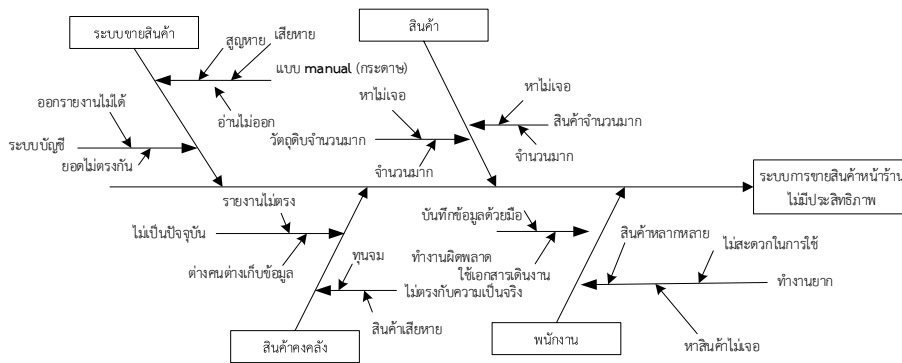 ระบบขายสินค้า
สินค้า
สูญหาย
เสียหาย
แบบ manual (กระดาษ)
อ่านไม่ออก
ออกรายงานไม่ได้
ระบบบัญชี
ยอดไม่ตรงกัน
หาไม่เจอ
วัตถุดิบจำนวนมาก
จำนวนมาก
หาไม่เจอ
สินค้าจำนวนมาก
จำนวนมาก
ระบบการขายสินค้าหน้าร้าน
ไม่มีประสิทธิภาพ
รายงานไม่ตรง
ไม่เป็นปัจจุบัน
ต่างคนต่างเก็บข้อมูล
ทุนจม
ไม่ตรงกับความเป็นจริง
สินค้าเสียหาย
สินค้าคงคลัง
บันทึกข้อมูลด้วยมือ
ทำงานผิดพลาด
ใช้เอกสารเดินงาน
สินค้าหลากหลาย
ไม่สะดวกในการใช้
ทำงานยาก
หาสินค้าไม่เจอ
พนักงาน